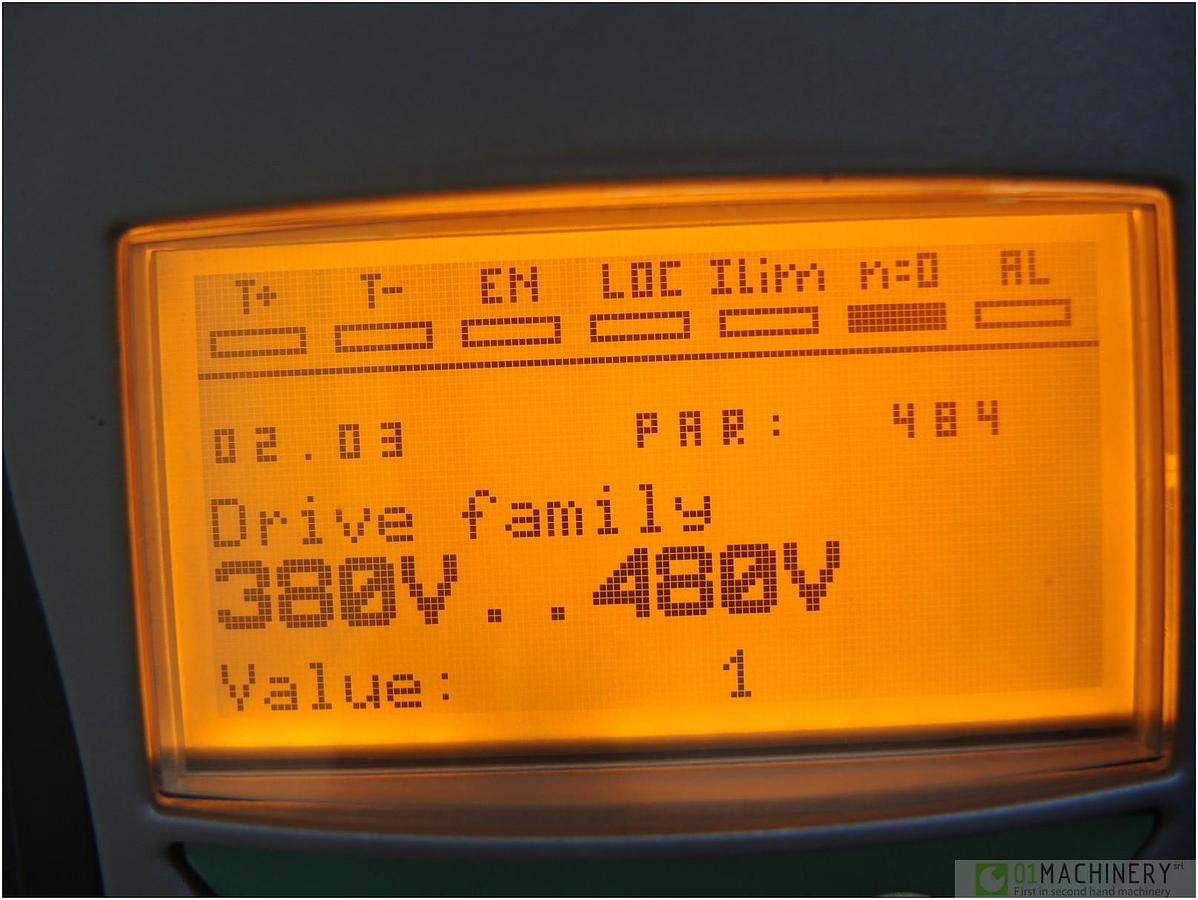 T+ T- EN LOC Ilim n=0 AL
02.03 PAR: 484
Drive family
380V..480V
Value: 1
01MACHINERY srl
First in second hand machinery